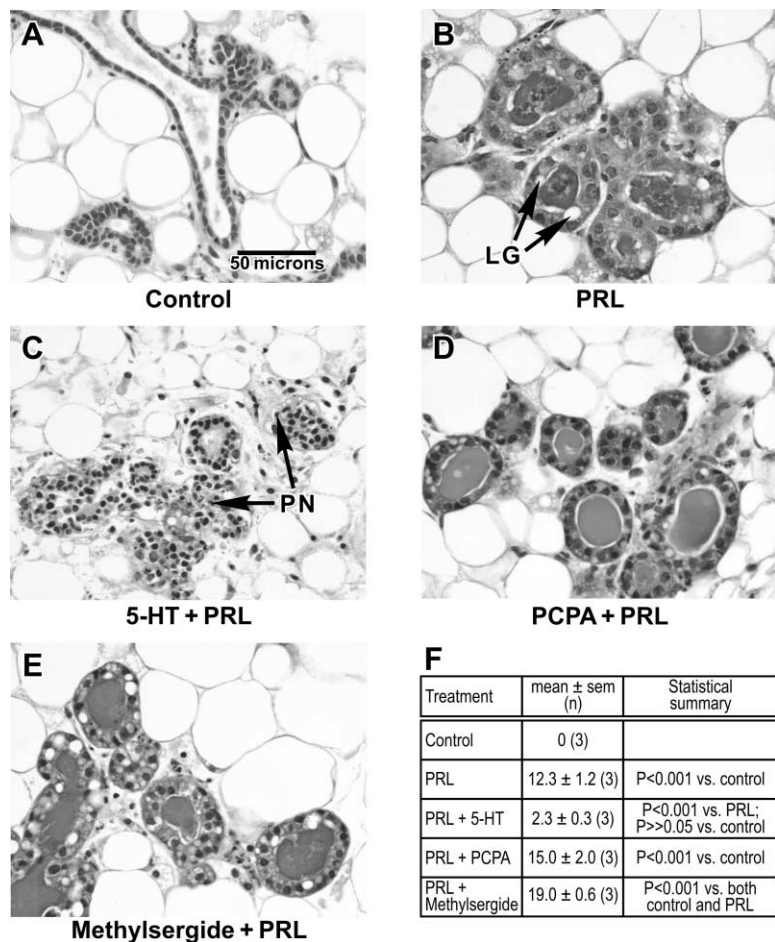 A
50 microns
Control
B
LG
PRL
C
PN
5-HT + PRL
D
PCPA + PRL
E
Methylsergide + PRL
F
Treatment
mean ± sem
(n)
Statistical
summary
Control
0 (3)
PRL
12.3 ± 1.2 (3)
P<0.001 vs. control
PRL + 5-HT
2.3 ± 0.3 (3)
P<0.001 vs. PRL;
P>>0.05 vs. control
PRL + PCPA
15.0 ± 2.0 (3)
P<0.001 vs. control
PRL +
Methylsergide
19.0 ± 0.6 (3)
P<0.001 vs. both
control and PRL